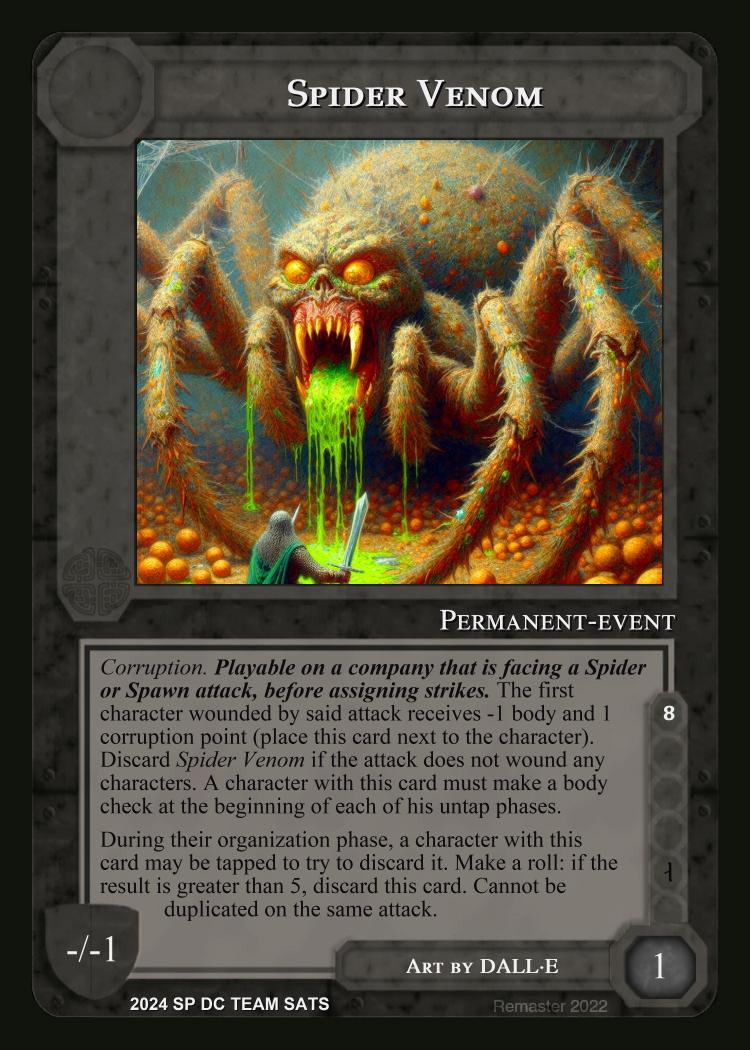 Spider Venom
Permanent-event
Corruption. Playable on a company that is facing a Spider
or Spawn attack, before assigning strikes. The first
character wounded by said attack receives -1 body and 1
corruption point (place this card next to the character).
Discard Spider Venom if the attack does not wound any
characters. A character with this card must make a body
check at the beginning of each of his untap phases.
During their organization phase, a character with this
card may be tapped to try to discard it. Make a roll: if the
result is greater than 5, discard this card. Cannot be
duplicated on the same attack.
8
-/-1
Art by DALL·E
1
2024 SP DC TEAM SATS
Remaster 2022